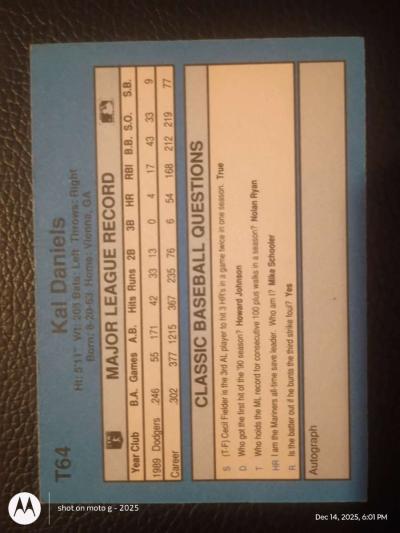 T64
Kal Daniels
Ht: 5'11" Wt: 205 Bats: Left Throws: Right
Born: 8-20-63 Home: Vienna, GA
MAJOR LEAGUE RECORD
Year Club B.A. Games A.B. Hits Runs 2B 3B HR RBI B.B. S.O. S.B.
1989 Dodgers .246 55 171 42 33 13 0 4 17 43 33 9
Career .302 377 1215 367 235 76 6 54 168 212 219 77
CLASSIC BASEBALL QUESTIONS
S (T-F) Cecil Fielder is the 3rd AL player to hit 3 HR's in a game twice in one season. True
D Who got the first hit of the '90 season? Howard Johnson
T Who holds the ML record for consecutive 100 plus walks in a season? Nolan Ryan
HR I am the Mariners all-time save leader. Who am I? Mike Schooler
R Is the batter out if he bunts the third strike foul? Yes
Autograph
shot on moto g - 2025
Dec 14, 2025, 6:01 PM